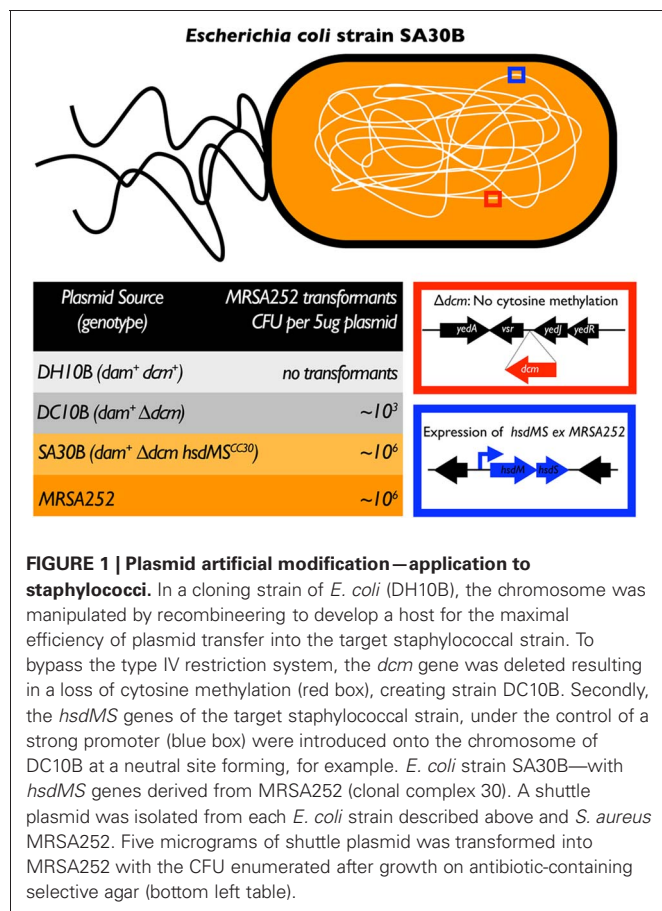 Escherichia coli strain SA30B
Plasmid Source MRSA252 transformants
(genotype) CFU per 5ug plasmid
DH10B (dam⁺ dcm⁺) no transformants
DC10B (dam⁺ Δdcm) ~10³
SA30B (dam⁺ Δdcm hsdMSᶜᶜ³⁰) ~10⁶
MRSA252 ~10⁶
Δdcm: No cytosine methylation
yedA vsr yedJ yedR
dcm
Expression of hsdMS ex MRSA252
hsdM hsdS
FIGURE 1 | Plasmid artificial modification—application to
staphylococci. In a cloning strain of E. coli (DH10B), the chromosome was
manipulated by recombineering to develop a host for the maximal
efficiency of plasmid transfer into the target staphylococcal strain. To
bypass the type IV restriction system, the dcm gene was deleted resulting
in a loss of cytosine methylation (red box), creating strain DC10B. Secondly,
the hsdMS genes of the target staphylococcal strain, under the control of a
strong promoter (blue box) were introduced onto the chromosome of
DC10B at a neutral site forming, for example. E. coli strain SA30B—with
hsdMS genes derived from MRSA252 (clonal complex 30). A shuttle
plasmid was isolated from each E. coli strain described above and S. aureus
MRSA252. Five micrograms of shuttle plasmid was transformed into
MRSA252 with the CFU enumerated after growth on antibiotic-containing
selective agar (bottom left table).